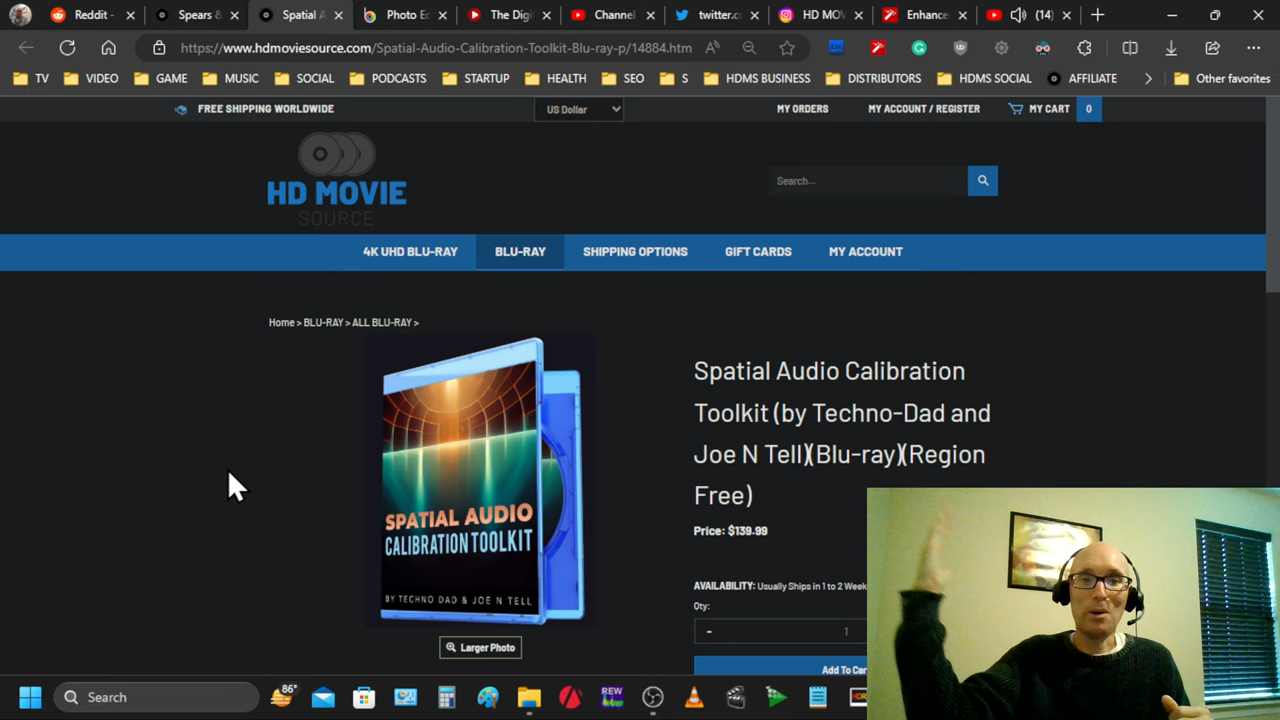 Reddit -
Spears &
Spatial A
Photo Ec
The Digi
Channel
twitter.c
HD MOV
Enhance
(14)
https://www.hdmoviesource.com/Spatial-Audio-Calibration-Toolkit-Blu-ray-p/14884.htm
TV
VIDEO
GAME
MUSIC
SOCIAL
PODCASTS
STARTUP
HEALTH
SEO
S
HDMS BUSINESS
DISTRIBUTORS
HDMS SOCIAL
AFFILIATE
Other favorites
FREE SHIPPING WORLDWIDE
US Dollar
MY ORDERS
MY ACCOUNT / REGISTER
MY CART
0
HD MOVIE
SOURCE
Search...
4K UHD BLU-RAY
BLU-RAY
SHIPPING OPTIONS
GIFT CARDS
MY ACCOUNT
Home > BLU-RAY > ALL BLU-RAY >
SPATIAL AUDIO
CALIBRATION TOOLKIT
BY TECHNO DAD & JOE N TELL
Larger Photo
Spatial Audio Calibration
Toolkit (by Techno-Dad and
Joe N Tell)(Blu-ray)(Region
Free)
Price: $139.99
AVAILABILITY: Usually Ships in 1 to 2 Week
Qty:
- 1
Add To Car
Search
86°
REW